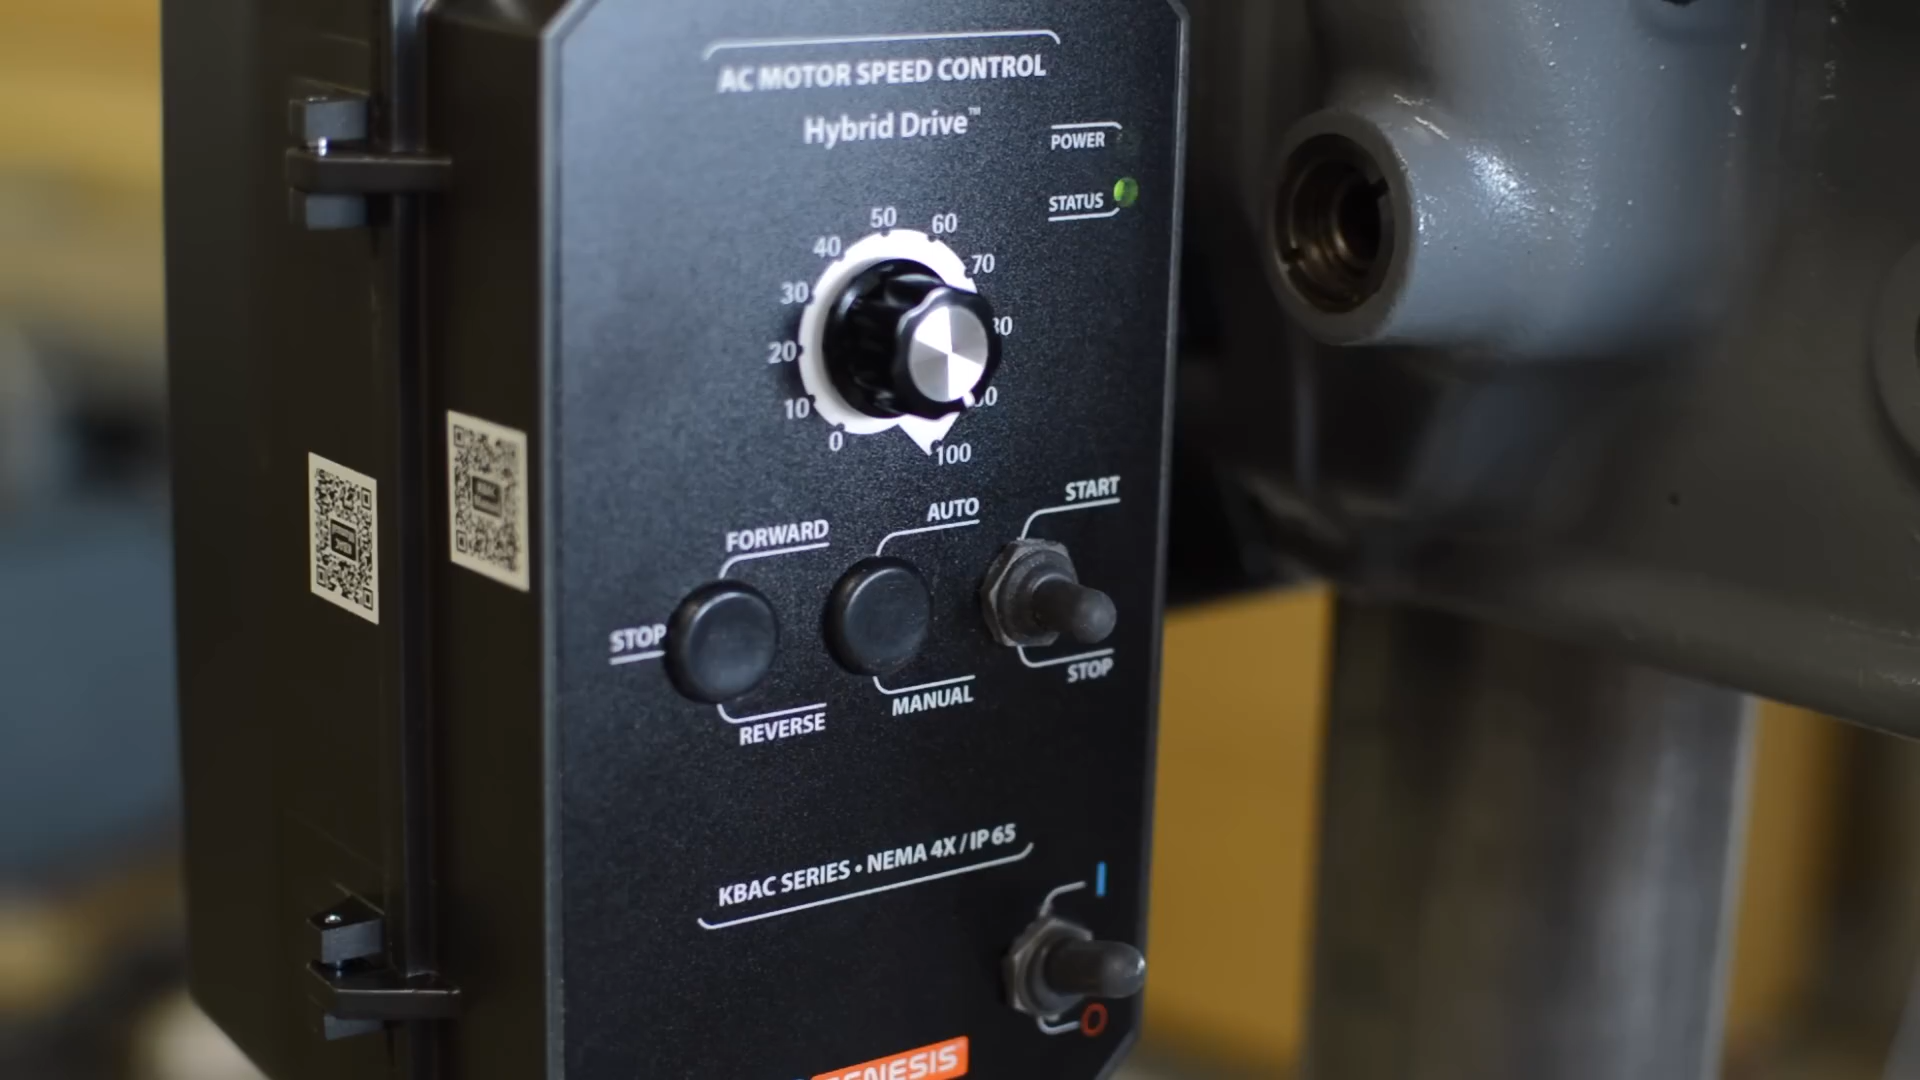 AC MOTOR SPEED CONTROL
Hybrid Drive™
POWER
STATUS
50
60
40
70
30
20
10
0
100
START
AUTO
FORWARD
STOP
STOP
MANUAL
REVERSE
KBAC SERIES • NEMA 4X / IP 65
I
O